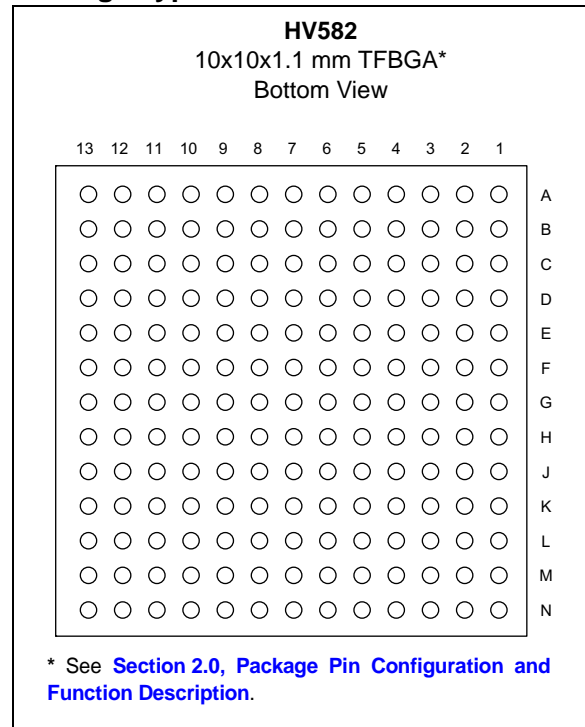 HV582
10x10x1.1 mm TFBGA*
Bottom View
13 12 11 10 9 8 7 6 5 4 3 2 1
A
B
C
D
E
F
G
H
J
K
L
M
N
* See Section 2.0, Package Pin Configuration and
Function Description.